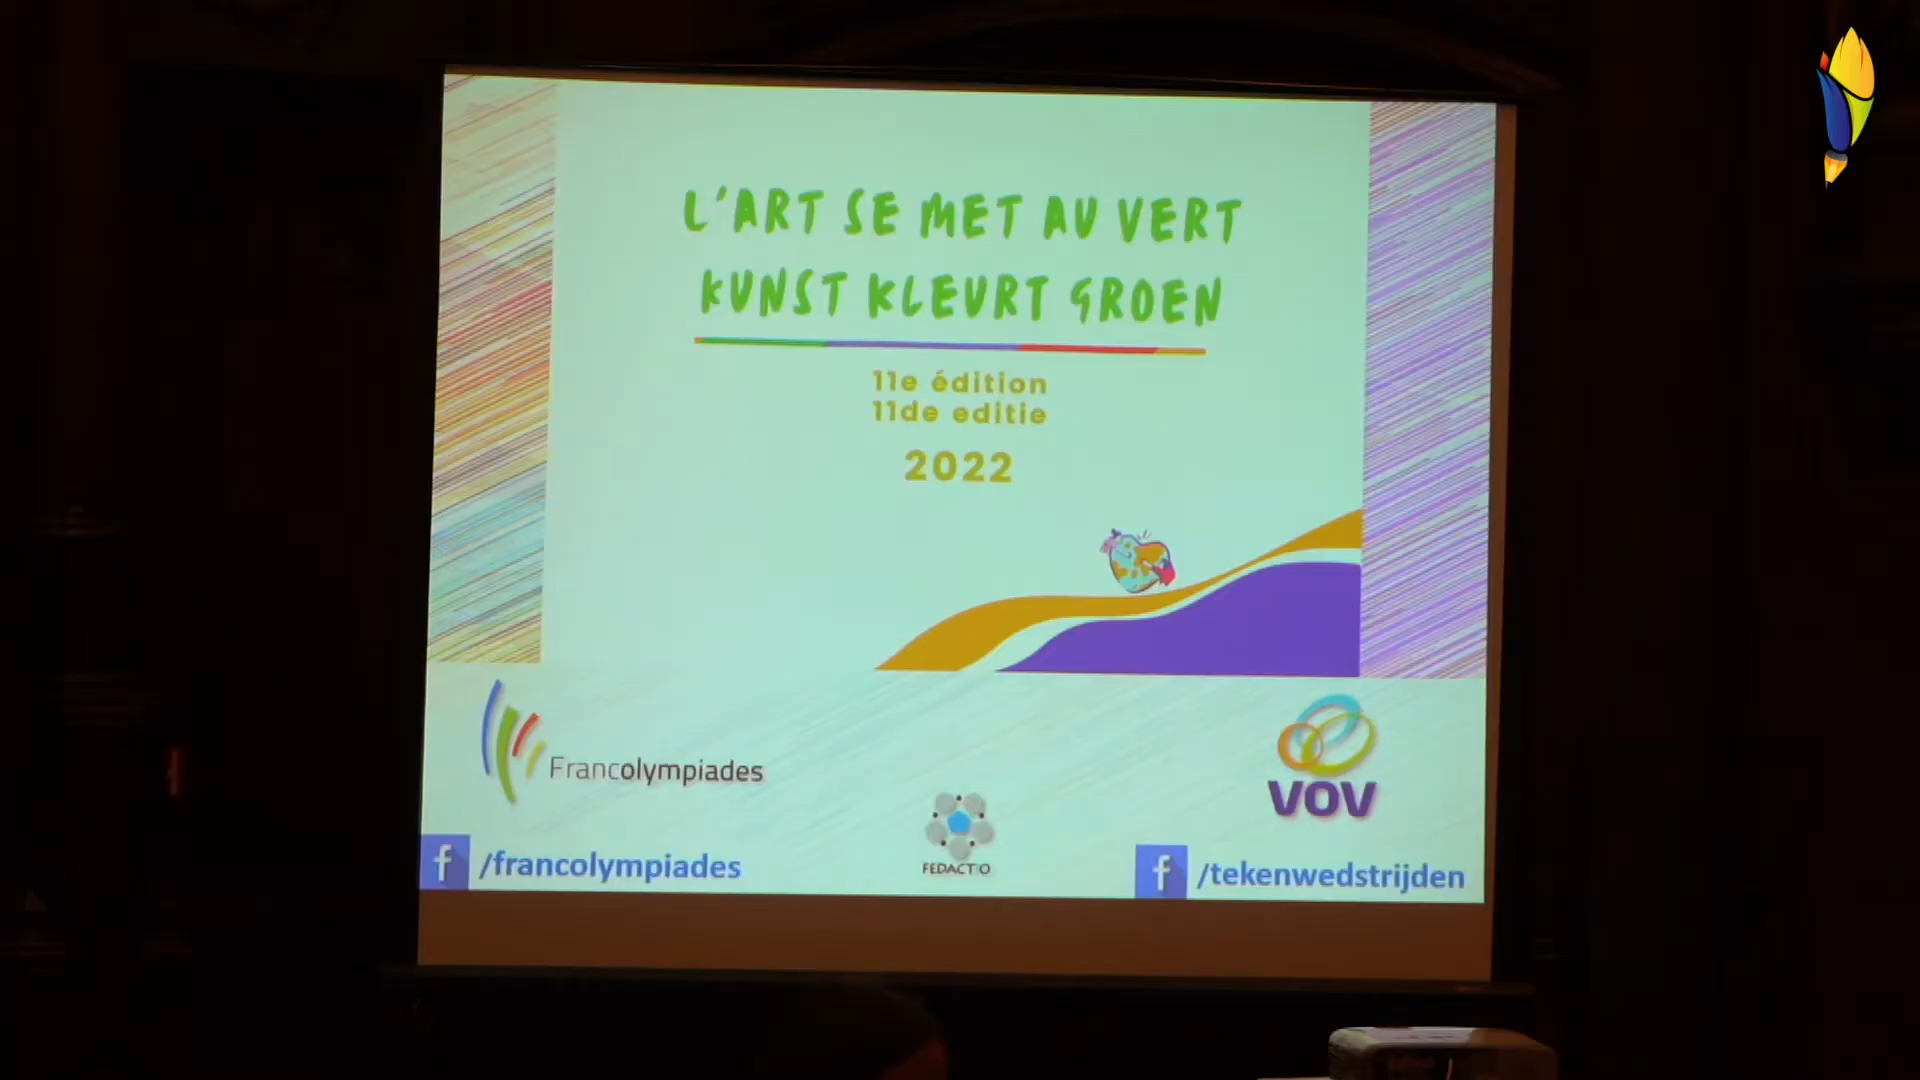 L'ART SE MET AU VERT
KUNST KLEURT GROEN
11e édition
11de editie
2022
Francolympiades
VOV
FEDACTIO
f /francolympiades
f /tekenwedstrijden